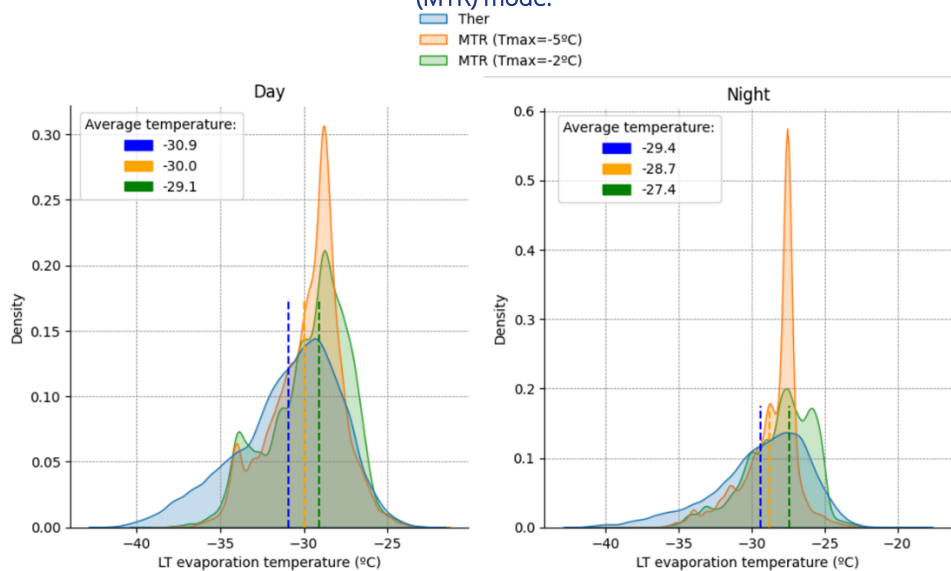 (MTR) mode.
Ther
MTR (Tmax=-5ºC)
MTR (Tmax=-2ºC)
Day
Average temperature:
-30.9
-30.0
-29.1
0.30
0.25
0.20
0.15
0.10
0.05
0.00
Density
−40
−35
−30
−25
LT evaporation temperature (ºC)
Night
Average temperature:
-29.4
-28.7
-27.4
0.6
0.5
0.4
0.3
0.2
0.1
0.0
Density
−40
−35
−30
−25
−20
LT evaporation temperature (ºC)